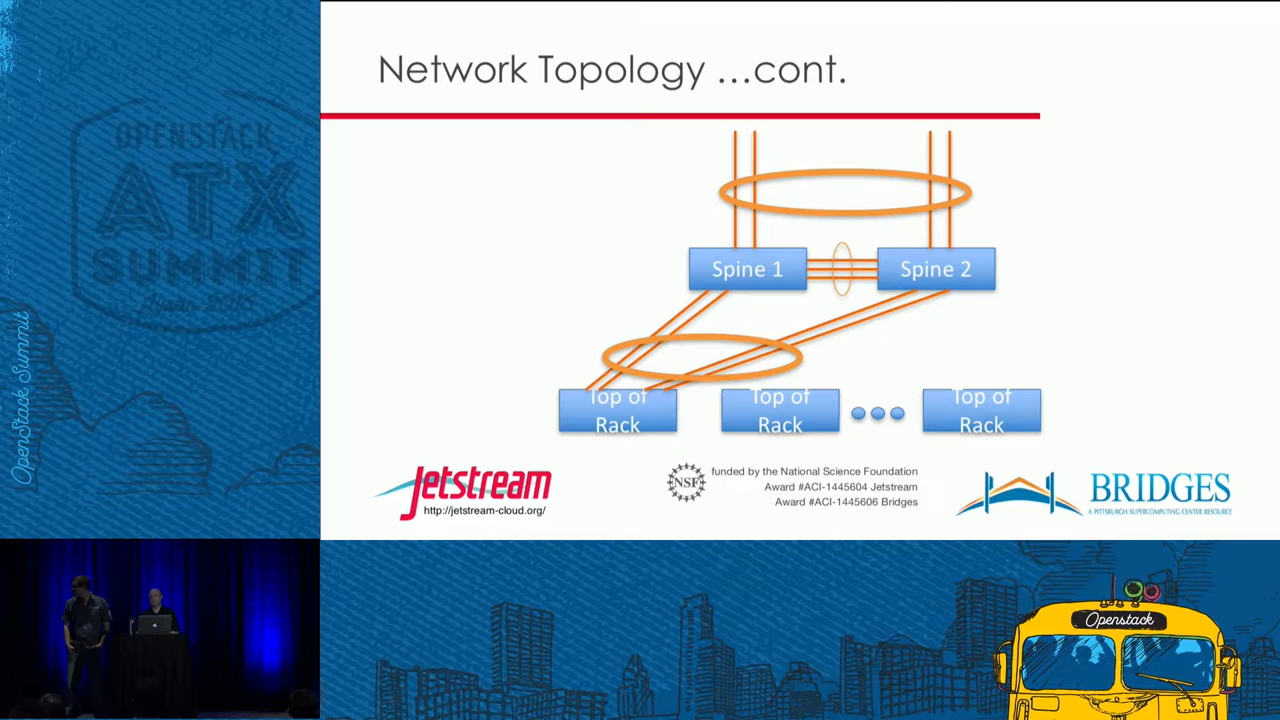 Network Topology ...cont.
OPENSTACK
ATX
SUMMIT
OpenStack Summit
Spine 1
Spine 2
Top of
Rack
Top of
Rack
Top of
Rack
Jetstream
http://jetstream-cloud.org/
NSF
funded by the National Science Foundation
Award #ACI-1445604 Jetstream
Award #ACI-1445606 Bridges
BRIDGES
A PITTSBURGH SUPERCOMPUTING CENTER RESOURCE
Openstack